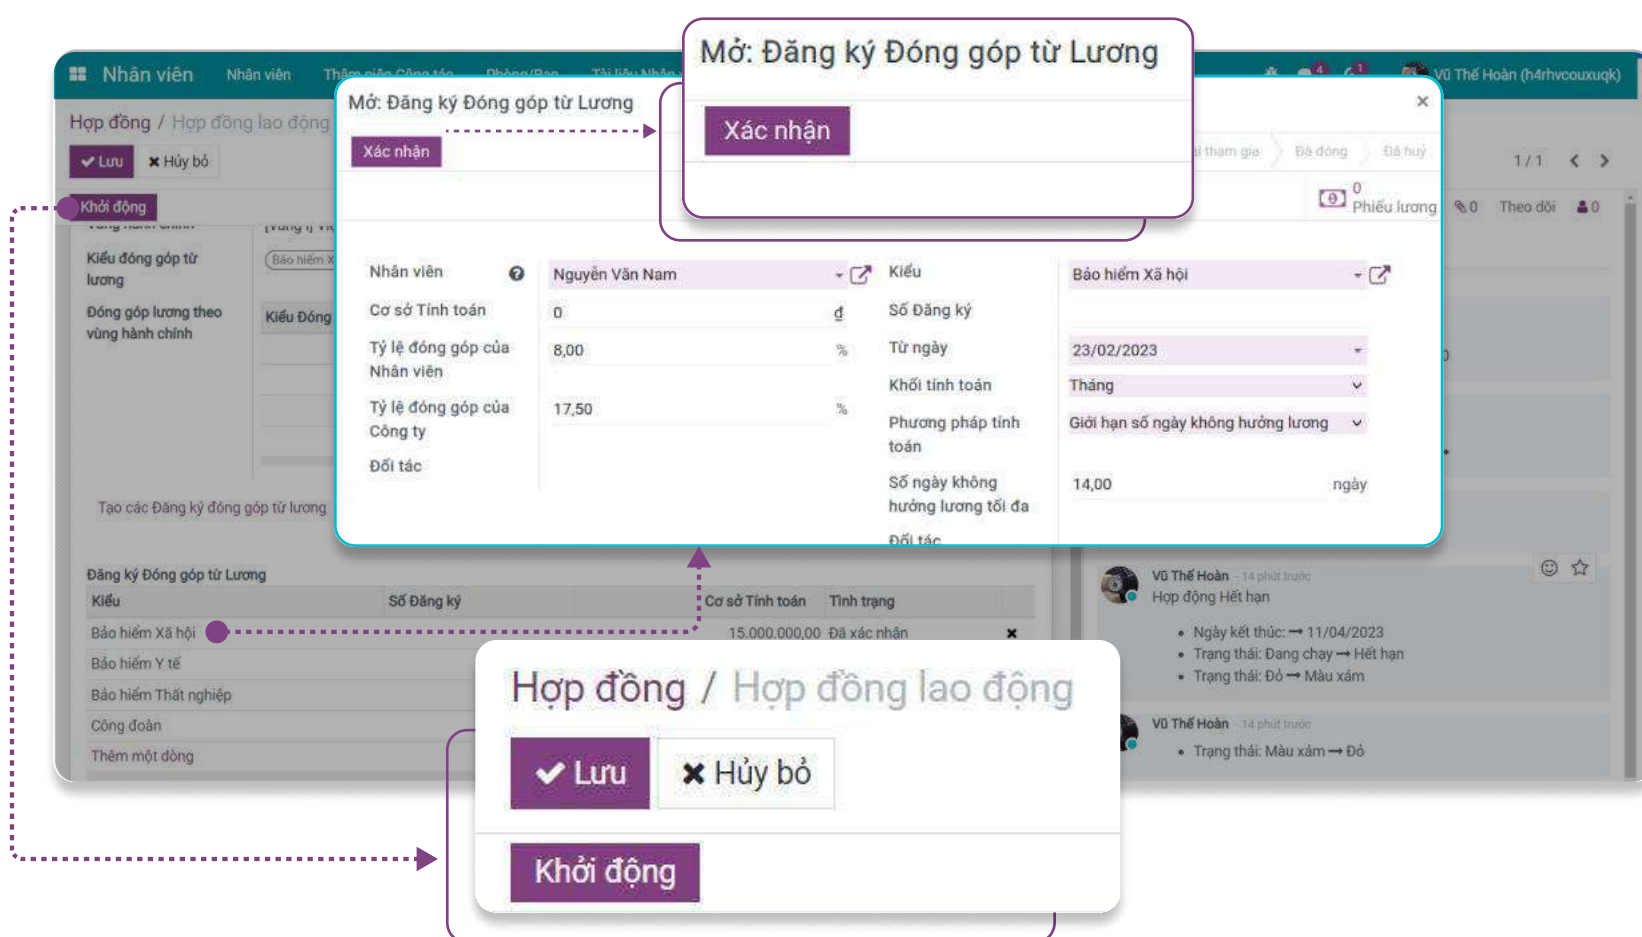 Mở: Đăng ký Đóng góp từ Lương
Xác nhận
Nhân viên
Nhân viên
Vũ Thế Hoàn (h4rhvcouxuqk)
4
1
Hợp đồng / Hợp đồng lao động
Lưu
Hủy bỏ
Khởi động
1 / 1
0
Theo dõi
0
Kiểu đóng góp từ
lương
Đóng góp lương theo
vùng hành chính
Kiểu Đóng
Tạo các Đăng ký đóng góp từ lương
Mở: Đăng ký Đóng góp từ Lương
×
Xác nhận
tham gia
Đã đóng
Đã huỷ
0
Phiếu lương
Nhân viên
Nguyễn Văn Nam
Cơ sở Tính toán
0
₫
Tỷ lệ đóng góp của
Nhân viên
8,00
%
Tỷ lệ đóng góp của
Công ty
17,50
%
Đối tác
Kiểu
Bảo hiểm Xã hội
Số Đăng ký
Từ ngày
23/02/2023
Khối tính toán
Tháng
Phương pháp tính
toán
Giới hạn số ngày không hưởng lương
Số ngày không
hưởng lương tối đa
14,00
ngày
Đối tác
Đăng ký Đóng góp từ Lương
Kiểu
Số Đăng ký
Cơ sở Tính toán
Tình trạng
Bảo hiểm Xã hội
15.000.000,00
Đã xác nhận
Bảo hiểm Y tế
Bảo hiểm Thất nghiệp
Công đoàn
Thêm một dòng
Vũ Thế Hoàn - 14 phút trước
Hợp động Hết hạn
• Ngày kết thúc: → 11/04/2023
• Trạng thái: Đang chạy → Hết hạn
• Trạng thái: Đỏ → Màu xám
Vũ Thế Hoàn - 14 phút trước
• Trạng thái: Màu xám → Đỏ
Hợp đồng / Hợp đồng lao động
Lưu
Hủy bỏ
Khởi động